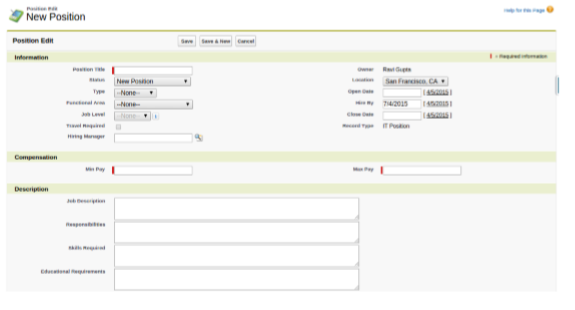 Position Edit
New Position
Help for this Page
Position Edit
Save Save & New Cancel
Information
= Required Information
Position Title
Owner Ravi Gupta
Status New Position
Location San Francisco, CA
Type --None--
Open Date [ 4/5/2015 ]
Functional Area --None--
Hire By 7/4/2015 [ 4/5/2015 ]
Job Level --None--
Close Date [ 4/5/2015 ]
Travel Required
Record Type IT Position
Hiring Manager
Compensation
Min Pay
Max Pay
Description
Job Description
Responsibilities
Skills Required
Educational Requirements